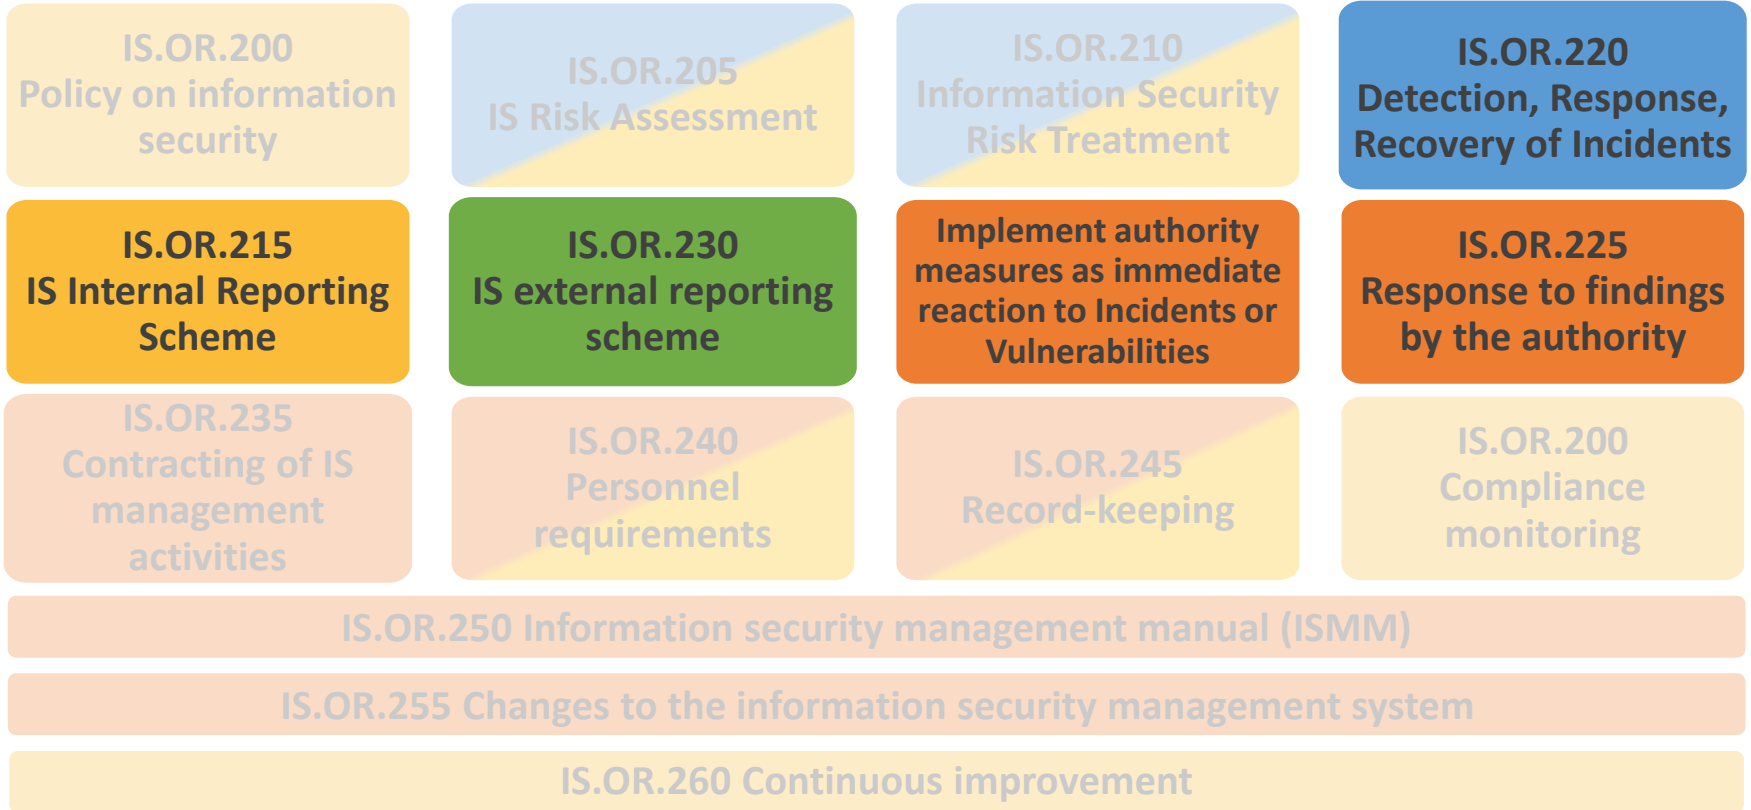 IS.OR.200
Policy on information
security
IS.OR.205
IS Risk Assessment
IS.OR.210
Information Security
Risk Treatment
IS.OR.220
Detection, Response,
Recovery of Incidents
IS.OR.215
IS Internal Reporting
Scheme
IS.OR.230
IS external reporting
scheme
Implement authority
measures as immediate
reaction to Incidents or
Vulnerabilities
IS.OR.225
Response to findings
by the authority
IS.OR.235
Contracting of IS
management
activities
IS.OR.240
Personnel
requirements
IS.OR.245
Record-keeping
IS.OR.200
Compliance
monitoring
IS.OR.250 Information security management manual (ISMM)
IS.OR.255 Changes to the information security management system
IS.OR.260 Continuous improvement